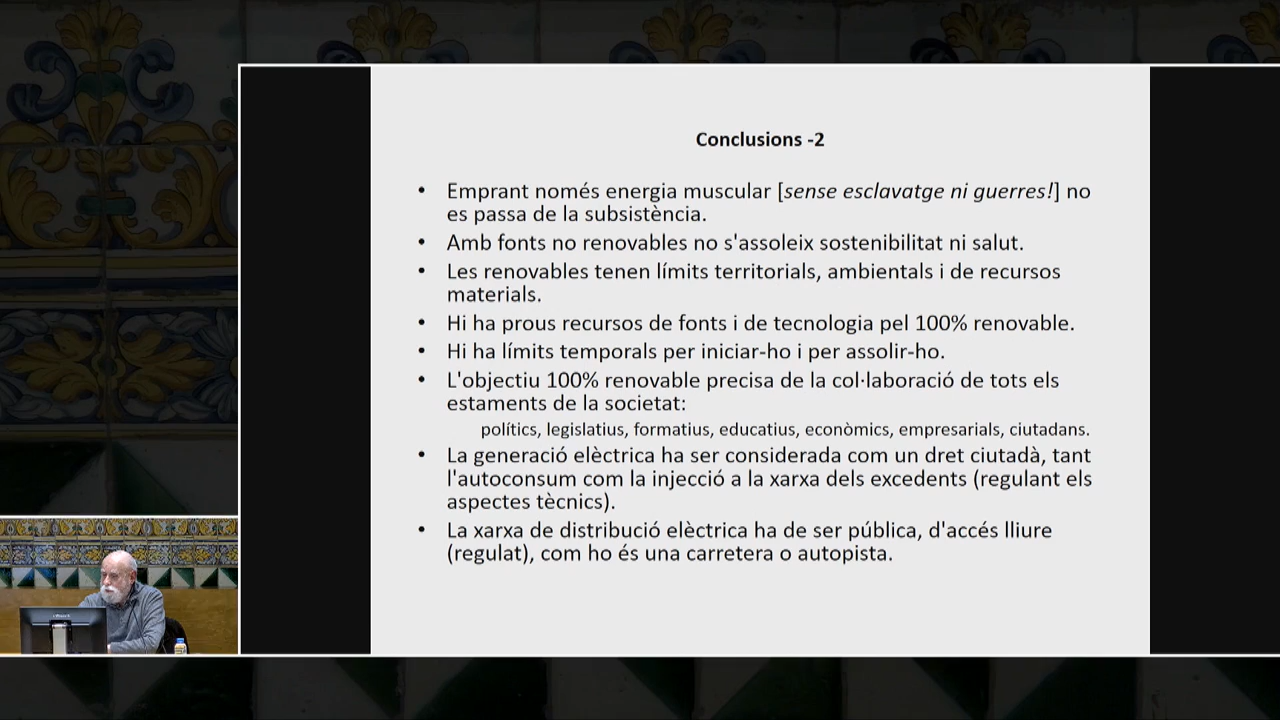 Conclusions -2
• Emprant només energia muscular [sense esclavatge ni guerres!] no
es passa de la subsistència.
• Amb fonts no renovables no s'assoleix sostenibilitat ni salut.
• Les renovables tenen límits territorials, ambientals i de recursos
materials.
• Hi ha prous recursos de fonts i de tecnologia pel 100% renovable.
• Hi ha límits temporals per iniciar-ho i per assolir-ho.
• L'objectiu 100% renovable precisa de la col·laboració de tots els
estaments de la societat:
polítics, legislatius, formatius, educatius, econòmics, empresarials, ciutadans.
• La generació elèctrica ha ser considerada com un dret ciutadà, tant
l'autoconsum com la injecció a la xarxa dels excedents (regulant els
aspectes tècnics).
• La xarxa de distribució elèctrica ha de ser pública, d'accés lliure
(regulat), com ho és una carretera o autopista.